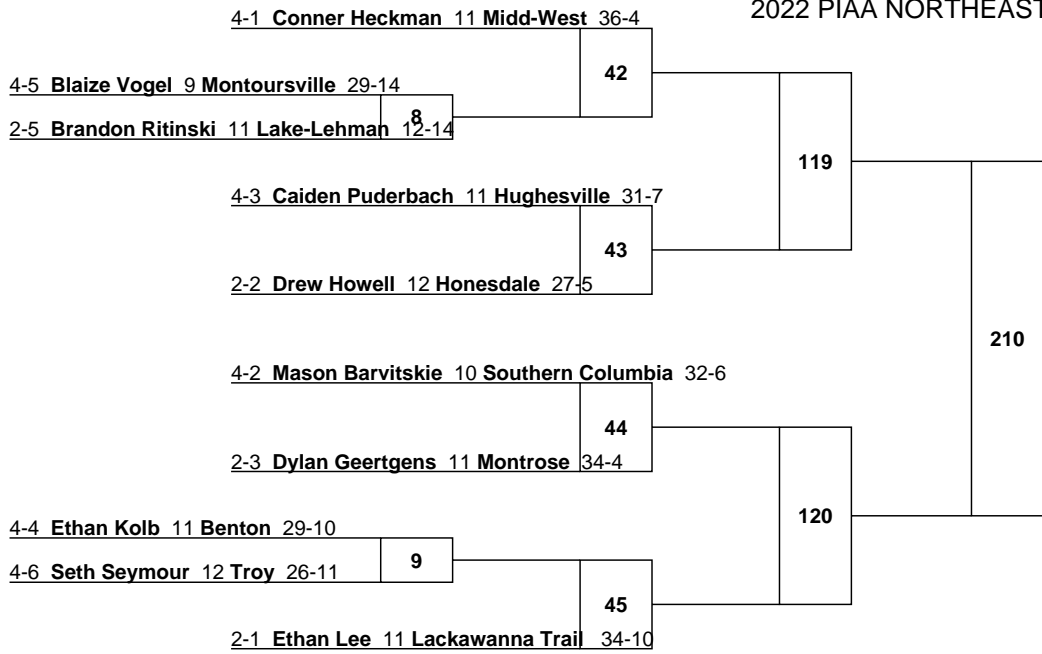 2022 PIAA NORTHEAST
4-1 Conner Heckman 11 Midd-West 36-4
42
4-5 Blaize Vogel 9 Montoursville 29-14
8
2-5 Brandon Ritinski 11 Lake-Lehman 12-14
119
4-3 Caiden Puderbach 11 Hughesville 31-7
43
2-2 Drew Howell 12 Honesdale 27-5
210
4-2 Mason Barvitskie 10 Southern Columbia 32-6
44
2-3 Dylan Geertgens 11 Montrose 34-4
120
4-4 Ethan Kolb 11 Benton 29-10
9
4-6 Seth Seymour 12 Troy 26-11
45
2-1 Ethan Lee 11 Lackawanna Trail 34-10